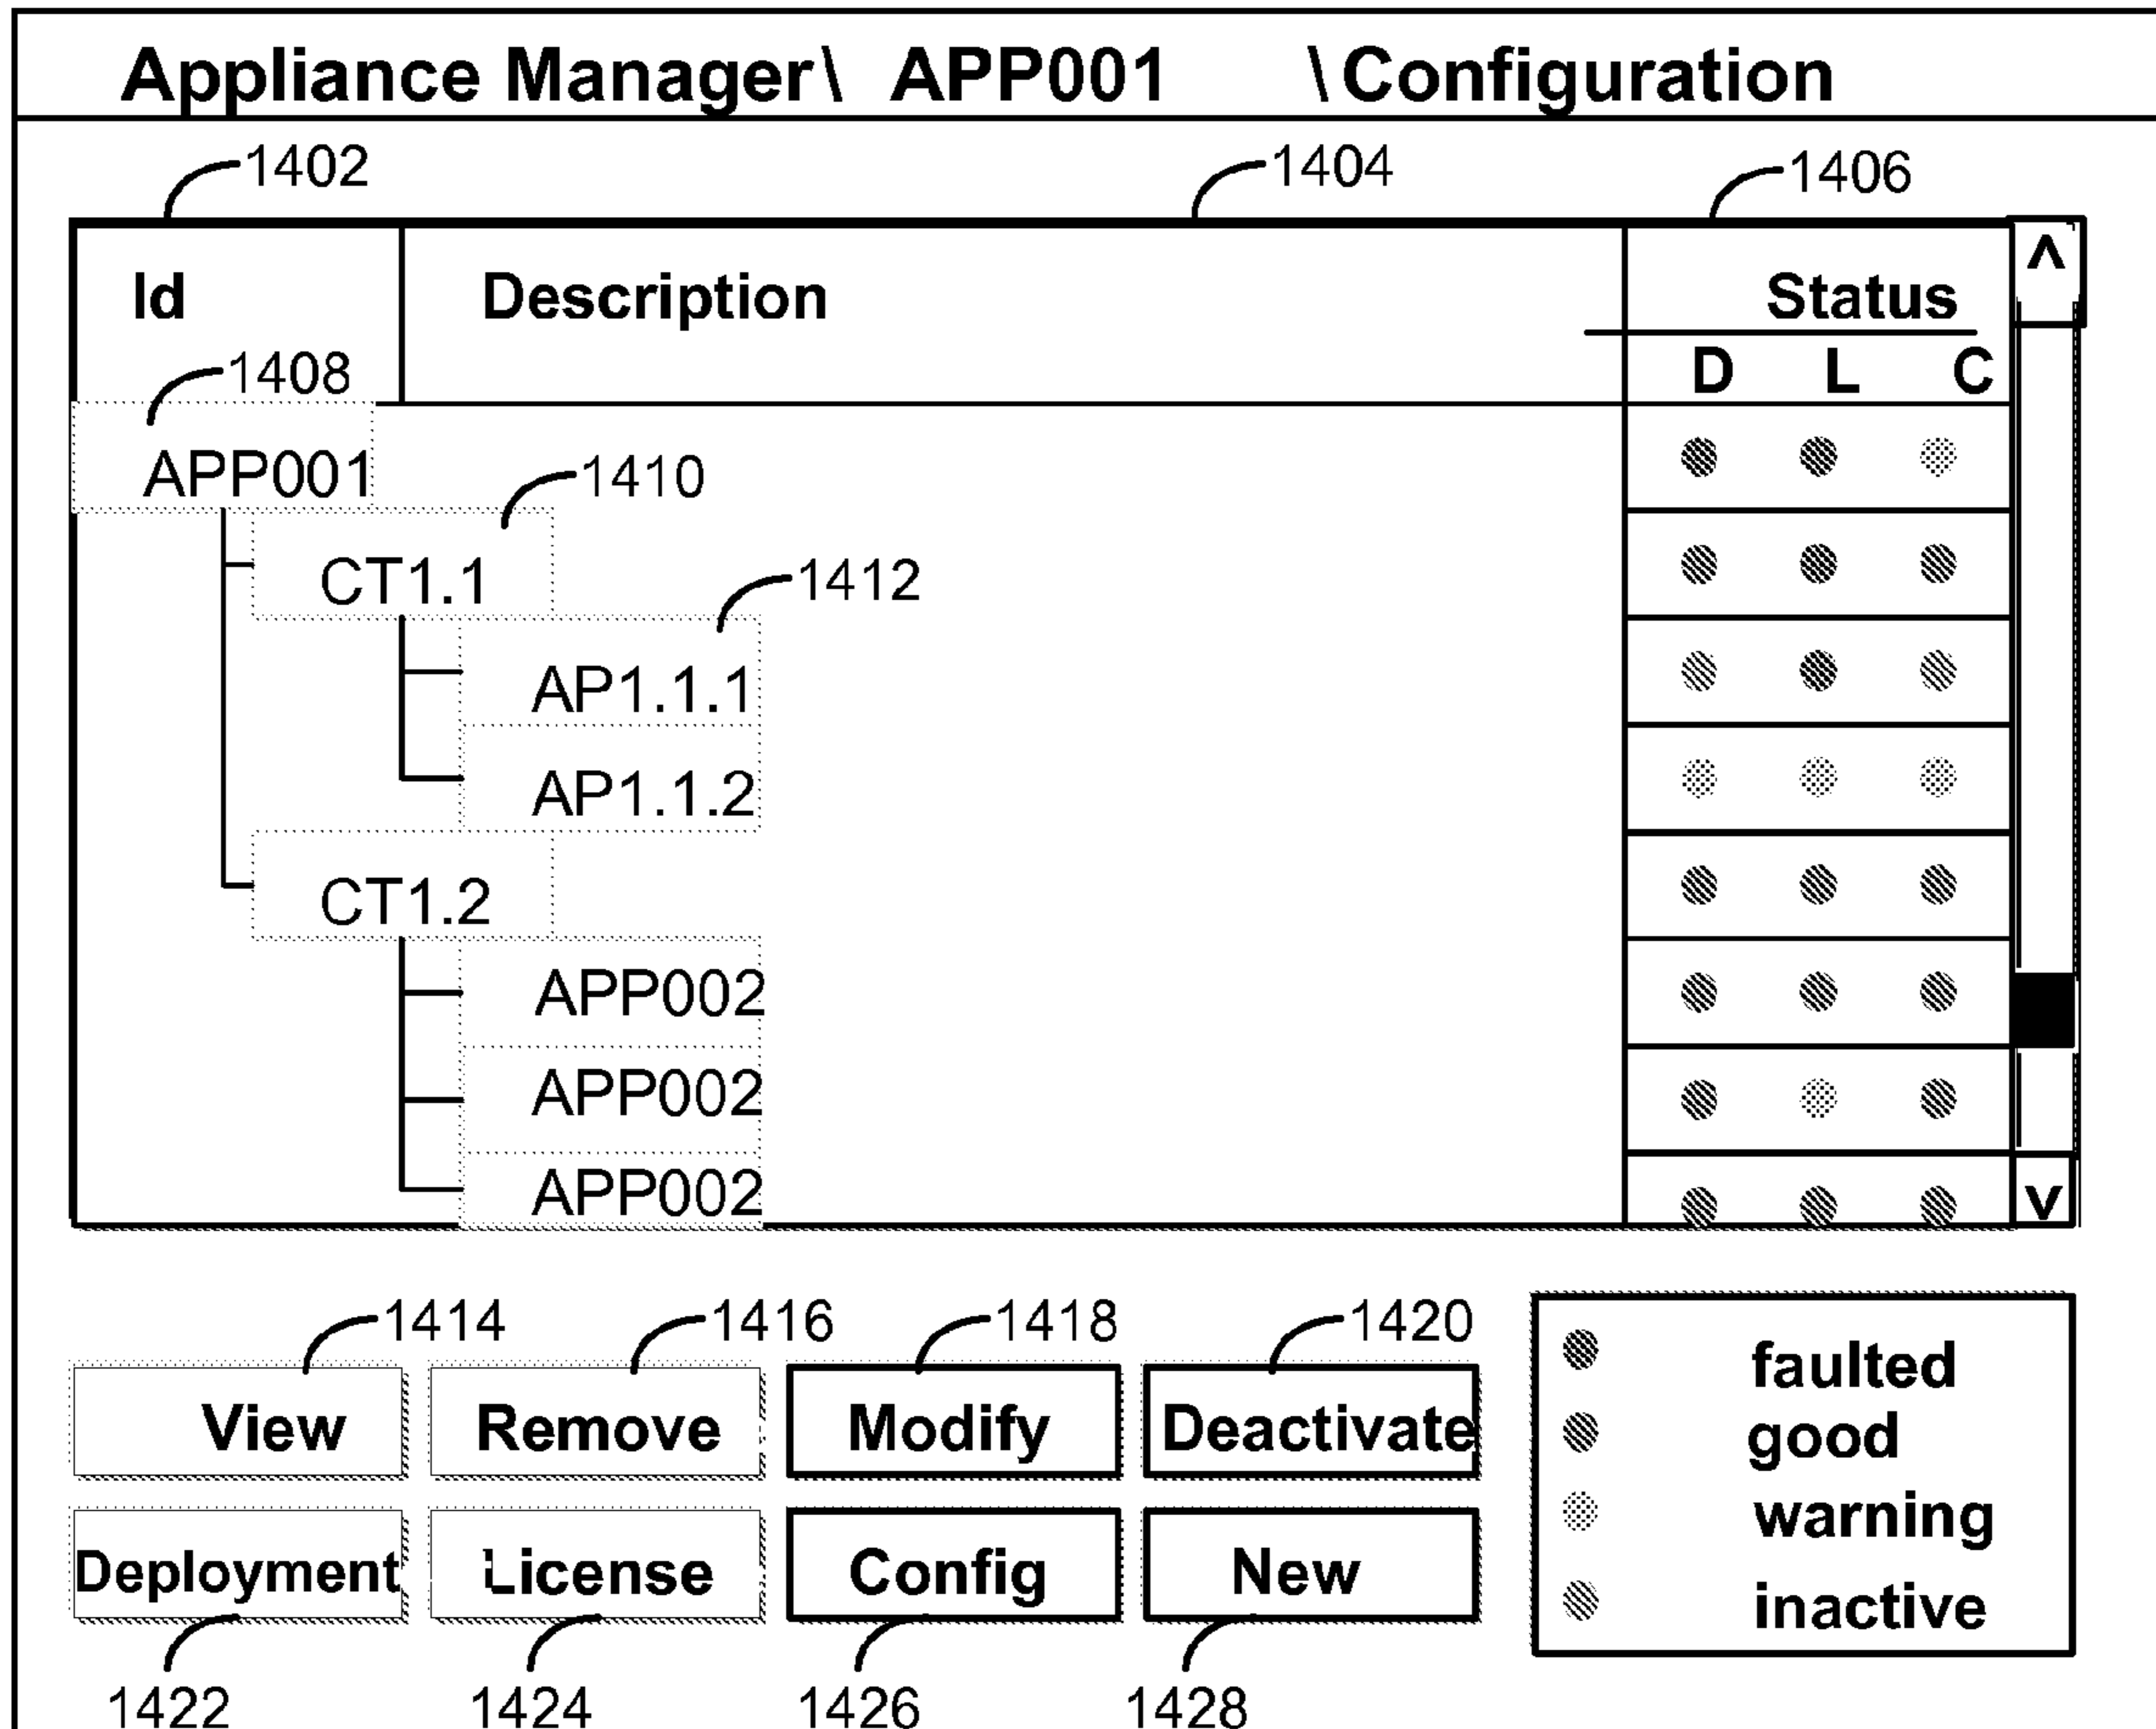 Appliance Manager\ APP001 \Configuration
1402 1404 1406
Id Description Status ^
1408 D L C
APP001 1410
CT1.1 1412
AP1.1.1
AP1.1.2
CT1.2
APP002
APP002
APP002 v
1414 1416 1418 1420
View Remove Modify Deactivate
Deployment License Config New
1422 1424 1426 1428
faulted
good
warning
inactive